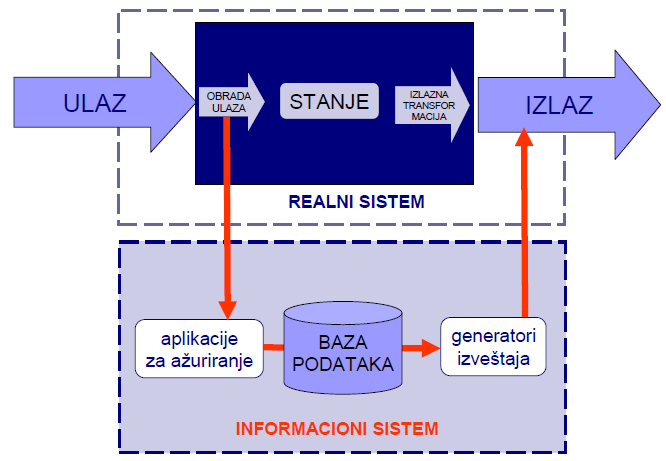 ULAZ
OBRADA
ULAZA
STANJE
IZLAZNA
TRANSFOR
MACIJA
IZLAZ
REALNI SISTEM
aplikacije
za ažuriranje
BAZA
PODATAKA
generatori
izveštaja
INFORMACIONI SISTEM